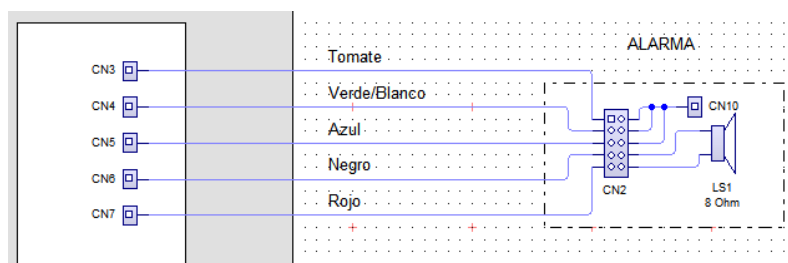 ALARMA
Tomate
CN3
Verde/Blanco
CN4
CN10
Azul
CN5
Negro
CN6
CN2
LS1
8 Ohm
Rojo
CN7